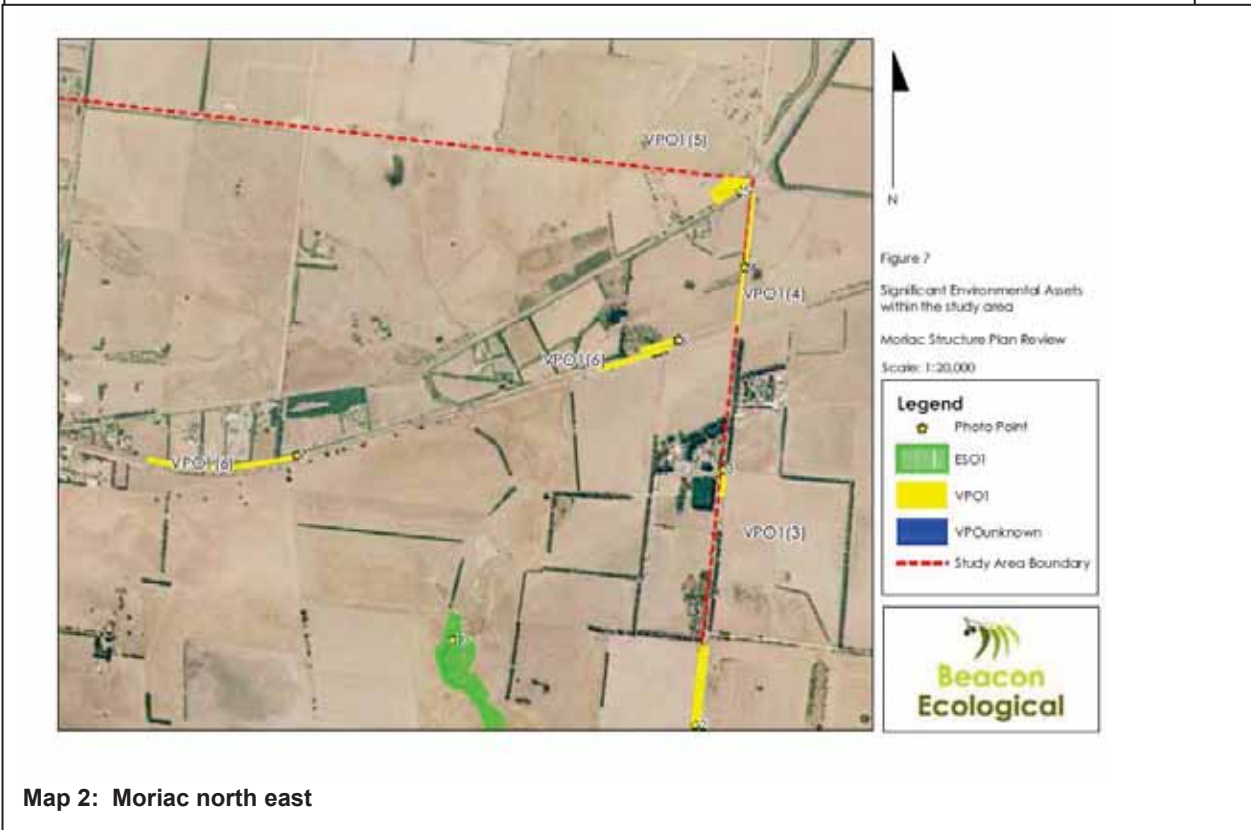 VPO1(5)
VPO1(4)
VPO1(6)
VPO1(6)
3
VPO1(3)
2
N
Figure 7
Significant Environmental Assets
within the study area
Moriac Structure Plan Review
Scale: 1:20,000
Legend
Photo Point
ESO1
VPO1
VPOunknown
Study Area Boundary
Beacon
Ecological
Map 2: Moriac north east